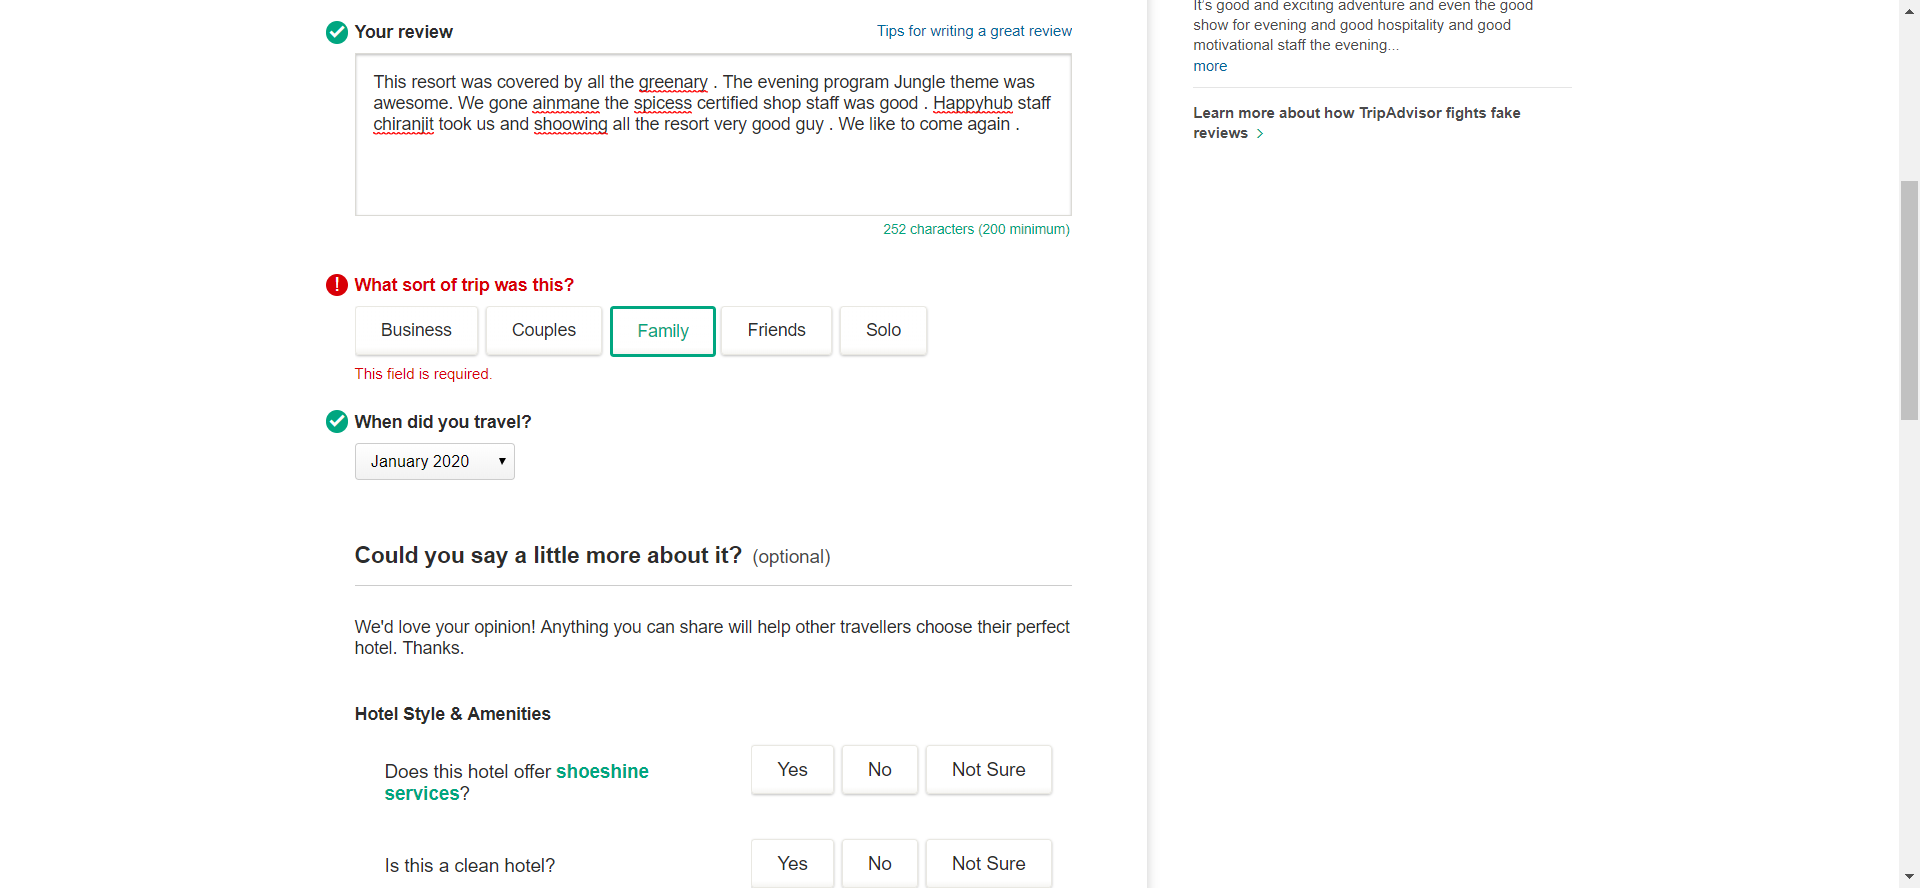 Your review
Tips for writing a great review
This resort was covered by all the greenary . The evening program Jungle theme was
awesome. We gone ainmane the spicess certified shop staff was good . Happyhub staff
chiranjit took us and shoowing all the resort very good guy . We like to come again .
252 characters (200 minimum)
What sort of trip was this?
Business
Couples
Family
Friends
Solo
This field is required.
When did you travel?
January 2020
Could you say a little more about it? (optional)
We'd love your opinion! Anything you can share will help other travellers choose their perfect
hotel. Thanks.
Hotel Style & Amenities
Does this hotel offer shoeshine
services?
Yes
No
Not Sure
Is this a clean hotel?
Yes
No
Not Sure
It's good and exciting adventure and even the good
show for evening and good hospitality and good
motivational staff the evening...
more
Learn more about how TripAdvisor fights fake
reviews >